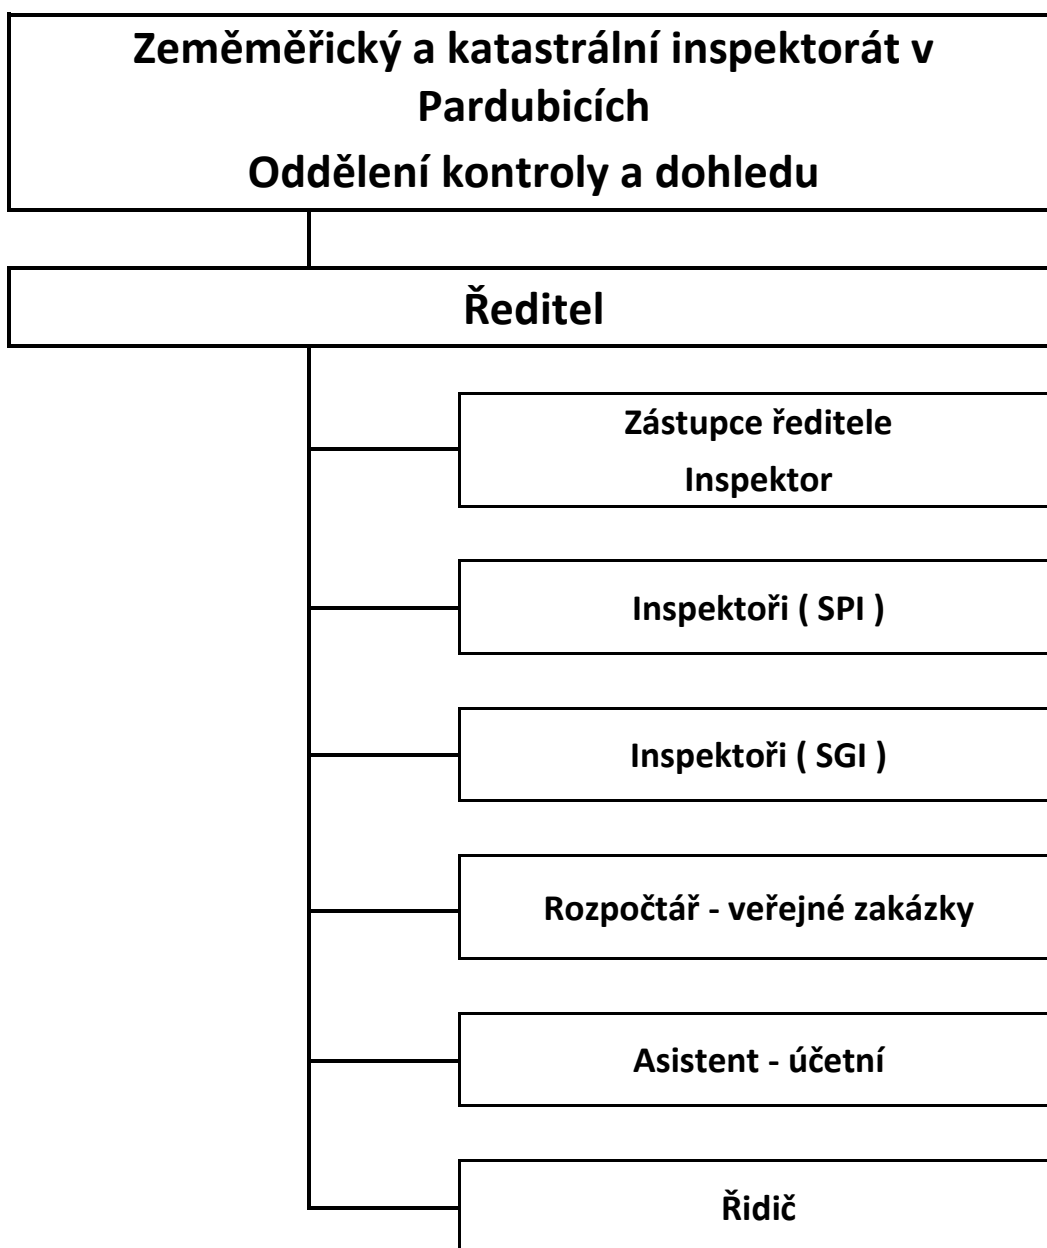 Zeměměřický a katastrální inspektorát v
Pardubicích
Oddělení kontroly a dohledu
Ředitel
Zástupce ředitele
Inspektor
Inspektoři ( SPI )
Inspektoři ( SGI )
Rozpočtář - veřejné zakázky
Asistent - účetní
Řidič